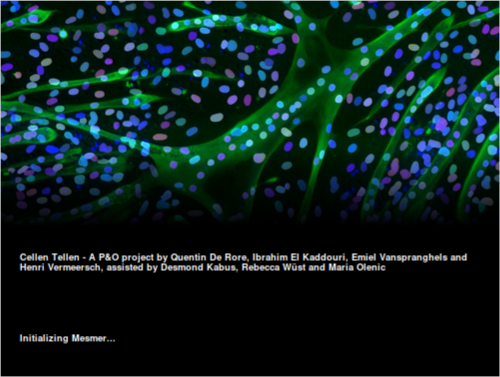 Cellen Tellen - A P&O project by Quentin De Rore, Ibrahim El Kaddouri, Emiel Vanspranghels and
Henri Vermeersch, assisted by Desmond Kabus, Rebecca Wüst and Maria Olenic
Initializing Mesmer...